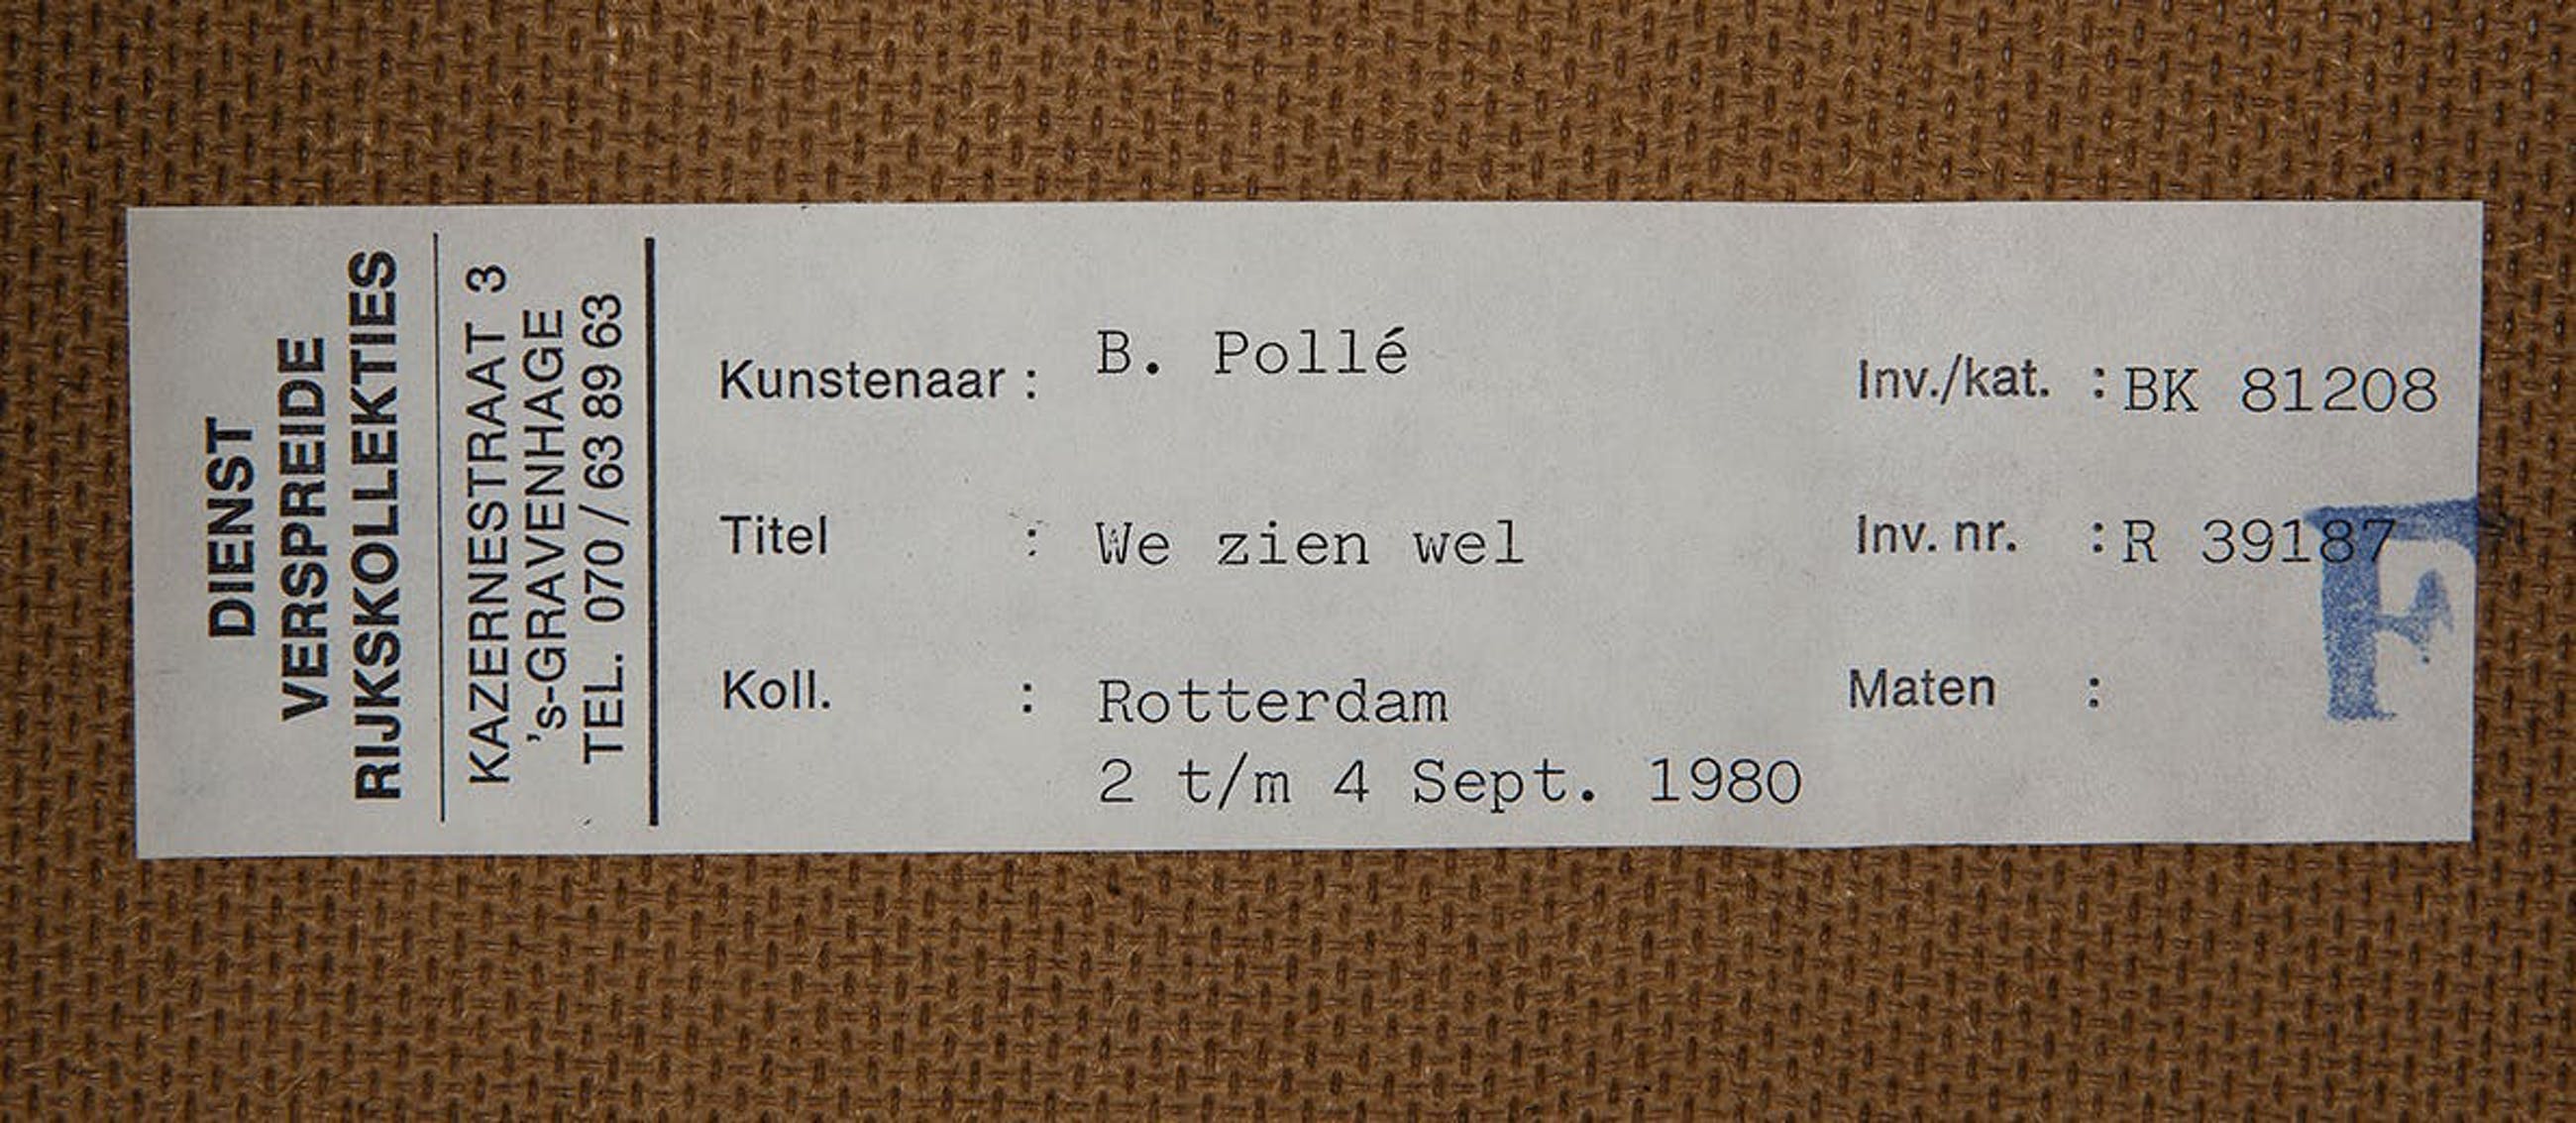 DIENST
VERSPREIDE
RIJKSKOLLEKTIES
KAZERNESTRAAT 3
's-GRAVENHAGE
TEL. 070 / 63 89 63
Kunstenaar : B. Pollé
Titel : We zien wel
Koll. : Rotterdam
2 t/m 4 Sept. 1980
Inv./kat. : BK 81208
Inv. nr. : R 39187
Maten :
F